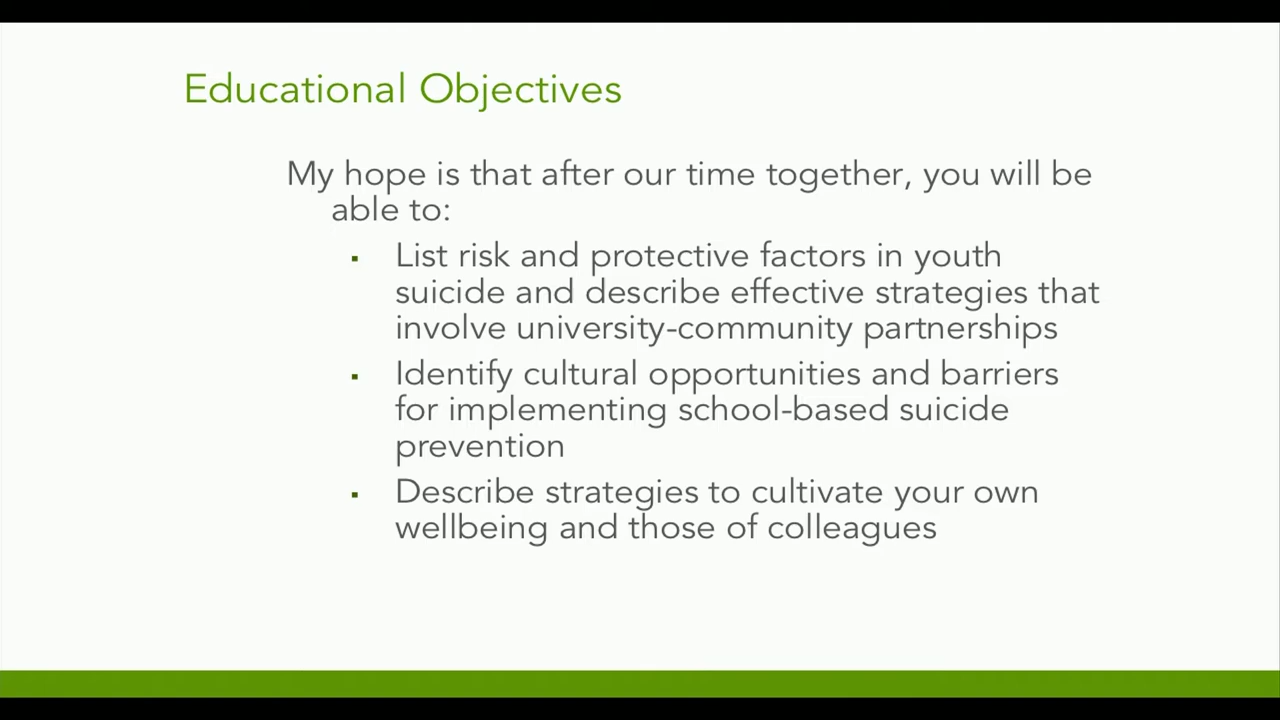 Educational Objectives
My hope is that after our time together, you will be
able to:
▪ List risk and protective factors in youth
suicide and describe effective strategies that
involve university-community partnerships
▪ Identify cultural opportunities and barriers
for implementing school-based suicide
prevention
▪ Describe strategies to cultivate your own
wellbeing and those of colleagues